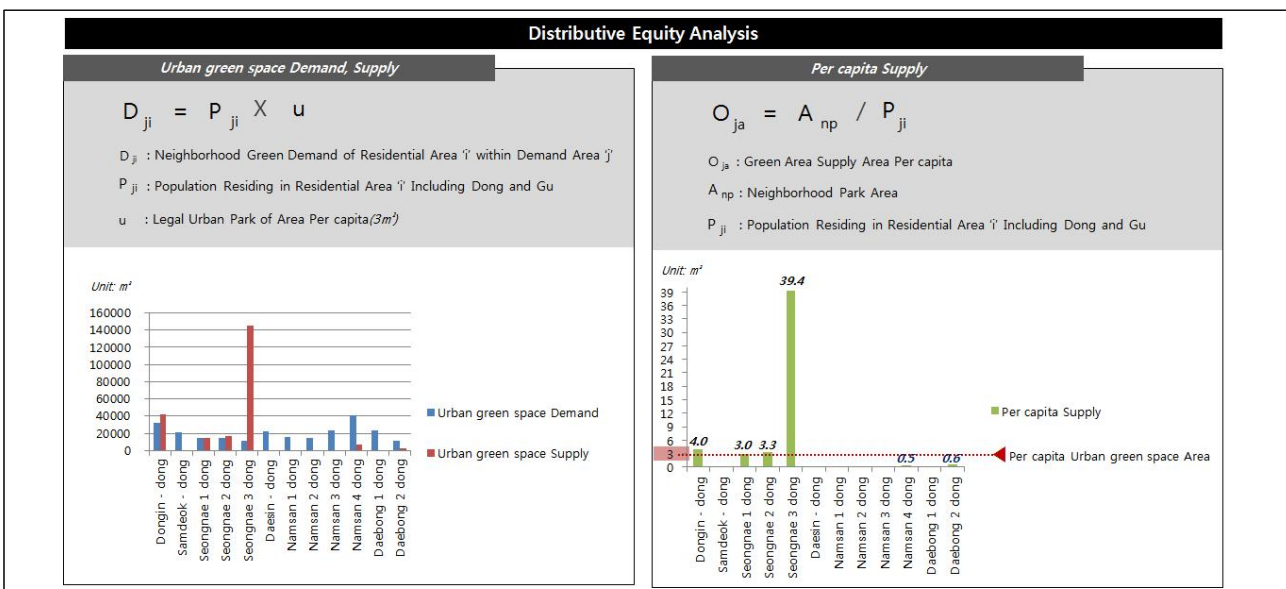 Distributive Equity Analysis
Urban green space Demand, Supply
D ji = P ji X u
D ji : Neighborhood Green Demand of Residential Area 'i' within Demand Area 'j'
P ji : Population Residing in Residential Area 'i' Including Dong and Gu
u : Legal Urban Park of Area Per capita(3m²)
Unit: m²
160000
140000
120000
100000
80000
60000
40000
20000
0
Dongin - dong
Samdeok - dong
Seongnae 1 dong
Seongnae 2 dong
Seongnae 3 dong
Daesin - dong
Namsan 1 dong
Namsan 2 dong
Namsan 3 dong
Namsan 4 dong
Daebong 1 dong
Daebong 2 dong
Urban green space Demand
Urban green space Supply
Per capita Supply
O ja = A np / P ji
O ja : Green Area Supply Area Per capita
A np : Neighborhood Park Area
P ji : Population Residing in Residential Area 'i' Including Dong and Gu
Unit: m²
39
36
33
30
27
24
21
18
15
12
9
6
3
0
4.0
3.0
3.3
39.4
0.5
0.6
Dongin - dong
Samdeok - dong
Seongnae 1 dong
Seongnae 2 dong
Seongnae 3 dong
Daesin - dong
Namsan 1 dong
Namsan 2 dong
Namsan 3 dong
Namsan 4 dong
Daebong 1 dong
Daebong 2 dong
Per capita Supply
Per capita Urban green space Area